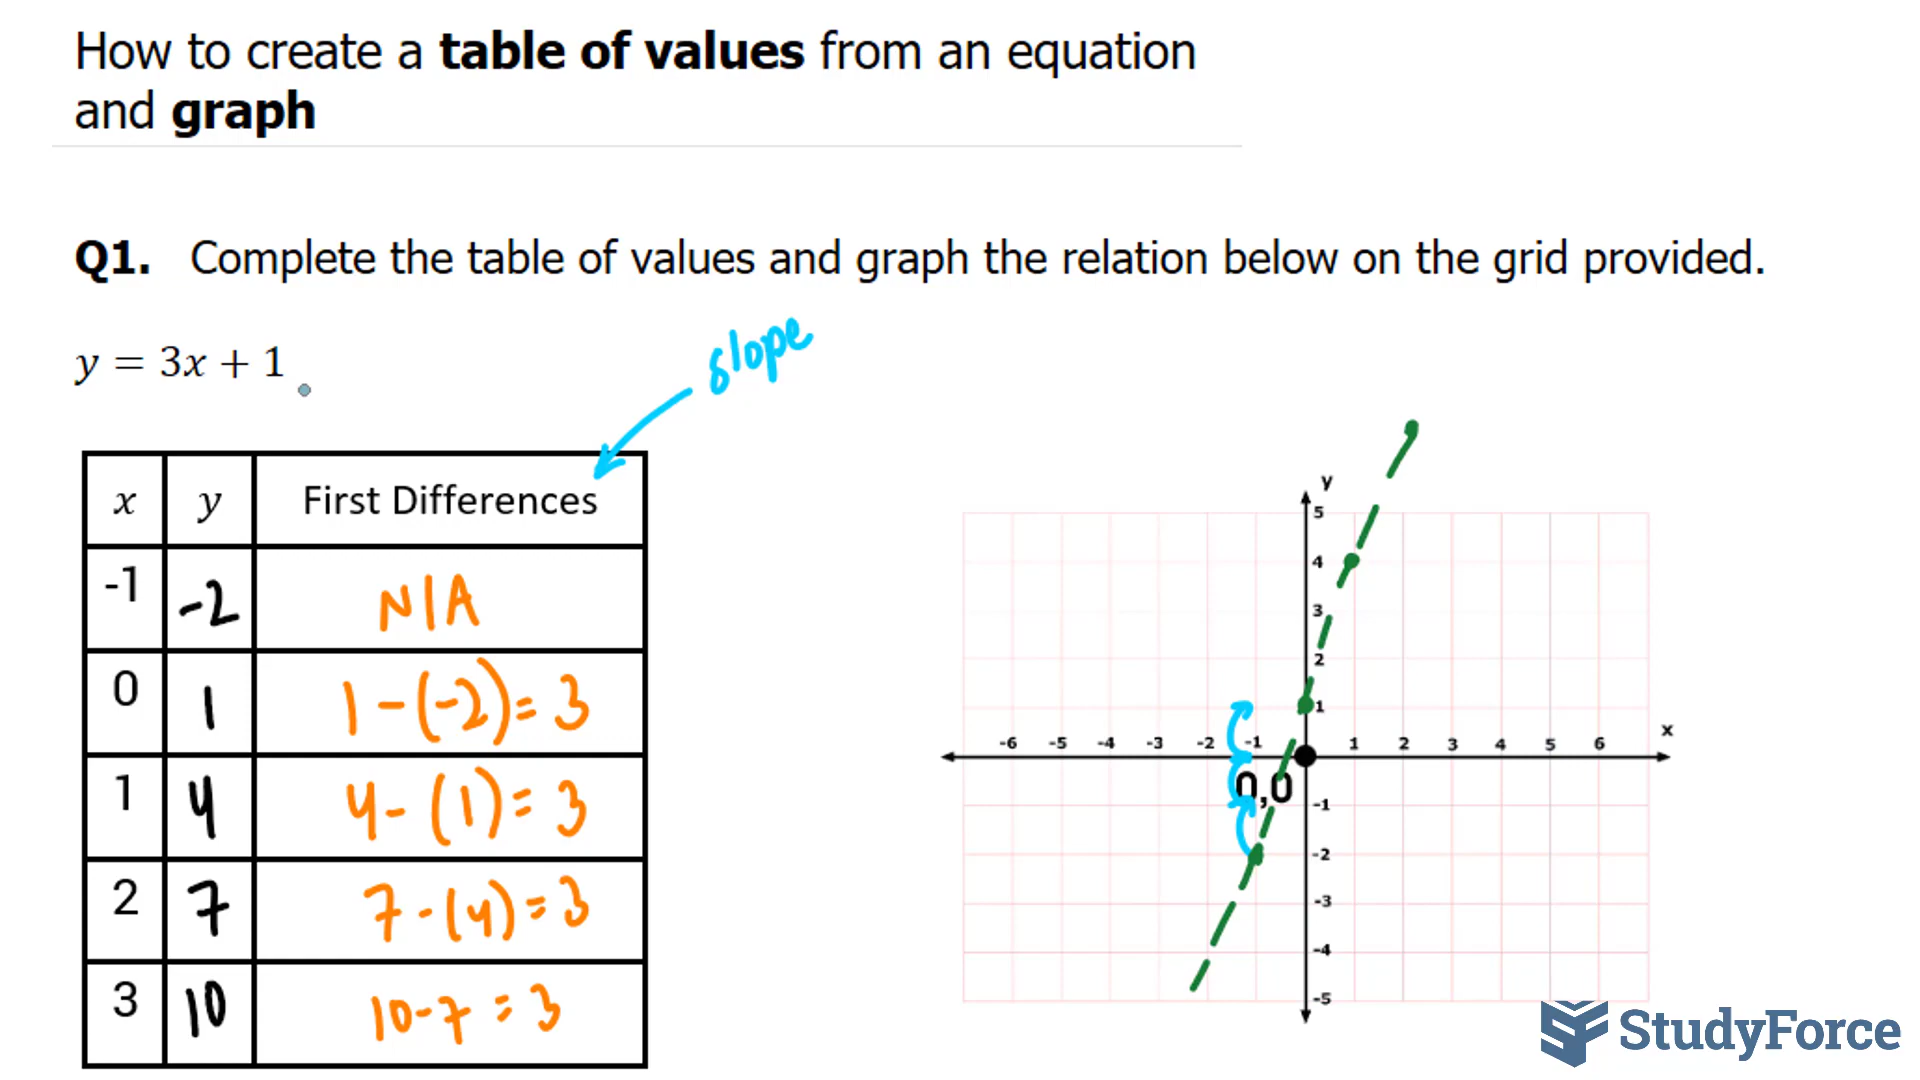 How to create a table of values from an equation
and graph
Q1. Complete the table of values and graph the relation below on the grid provided.
slope
y = 3x + 1
x y First Differences
-1 -2 N/A
0 1 1-(-2)=3
1 4 4-(1)=3
2 7 7-(4)=3
3 10 10-7=3
y
5
4
3
2
1
x
-6 -5 -4 -3 -2 -1 1 2 3 4 5 6
0,0
-1
-2
-3
-4
-5
StudyForce